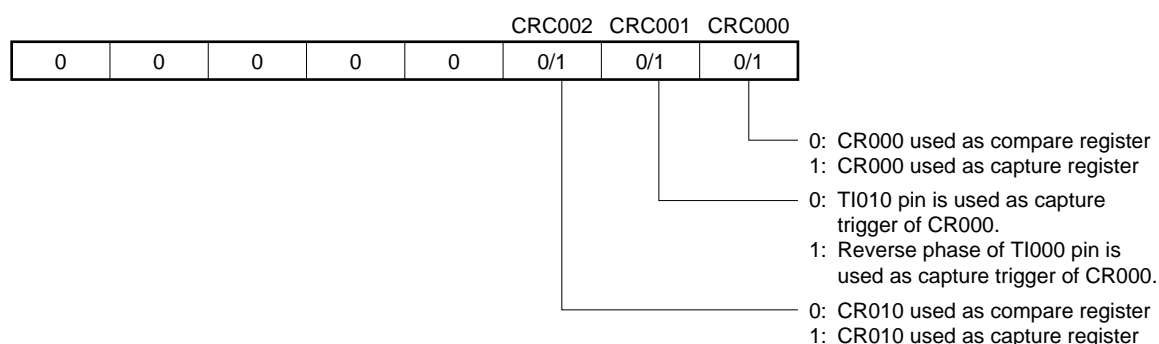 CRC002 CRC001 CRC000
0 0 0 0 0 0/1 0/1 0/1
0: CR000 used as compare register
1: CR000 used as capture register
0: TI010 pin is used as capture
trigger of CR000.
1: Reverse phase of TI000 pin is
used as capture trigger of CR000.
0: CR010 used as compare register
1: CR010 used as capture register